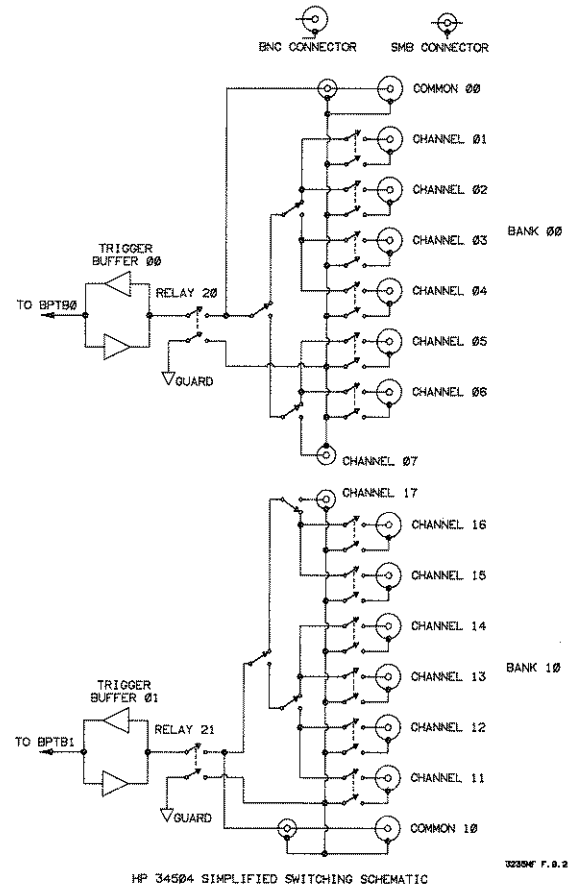 BNC CONNECTOR
SMB CONNECTOR
COMMON 00
CHANNEL 01
CHANNEL 02
CHANNEL 03
BANK 00
TRIGGER
BUFFER 00
RELAY 20
CHANNEL 04
TO BPTB0
CHANNEL 05
GUARD
CHANNEL 06
CHANNEL 07
CHANNEL 17
CHANNEL 16
CHANNEL 15
CHANNEL 14
CHANNEL 13
BANK 10
TRIGGER
BUFFER 01
RELAY 21
CHANNEL 12
TO BPTB1
CHANNEL 11
GUARD
COMMON 10
HP 34504 SIMPLIFIED SWITCHING SCHEMATIC